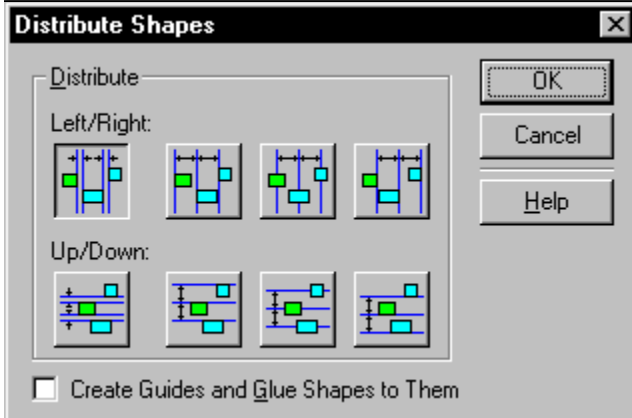 Distribute Shapes
Distribute
Left/Right:
Up/Down:
OK
Cancel
Help
Create Guides and Glue Shapes to Them